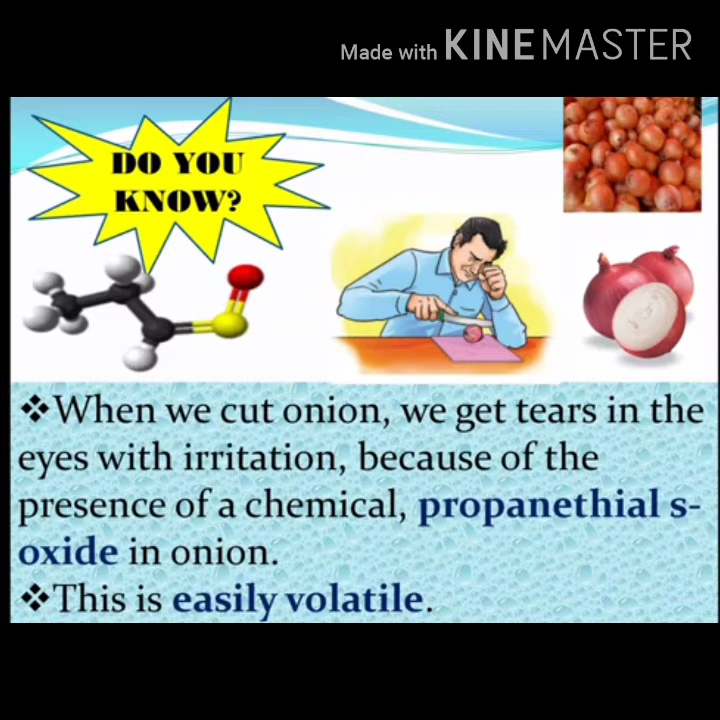 Made with KINEMASTER
DO YOU
KNOW?
❖When we cut onion, we get tears in the
eyes with irritation, because of the
presence of a chemical, propanethial s-
oxide in onion.
❖This is easily volatile.